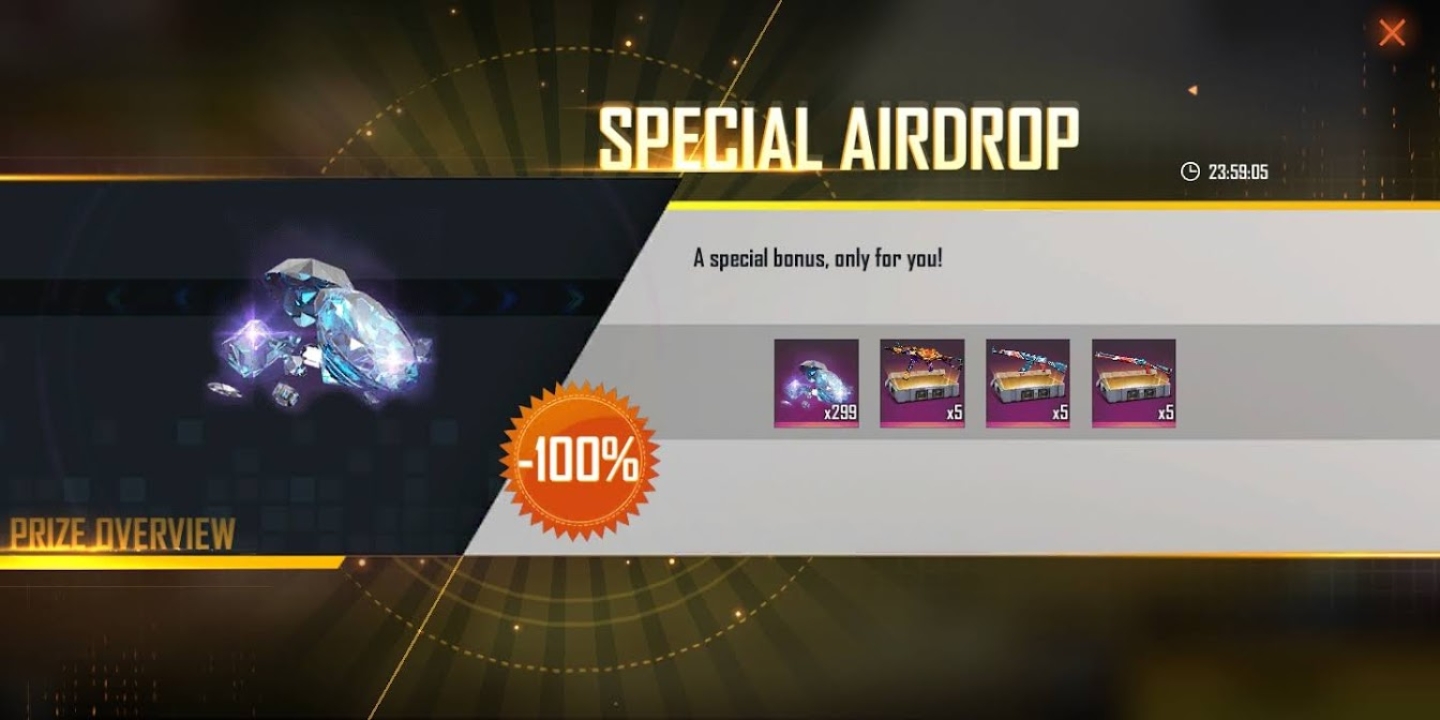 SPECIAL AIRDROP
23:59:05
A special bonus, only for you!
x299
x5
x5
x5
-100%
PRIZE OVERVIEW